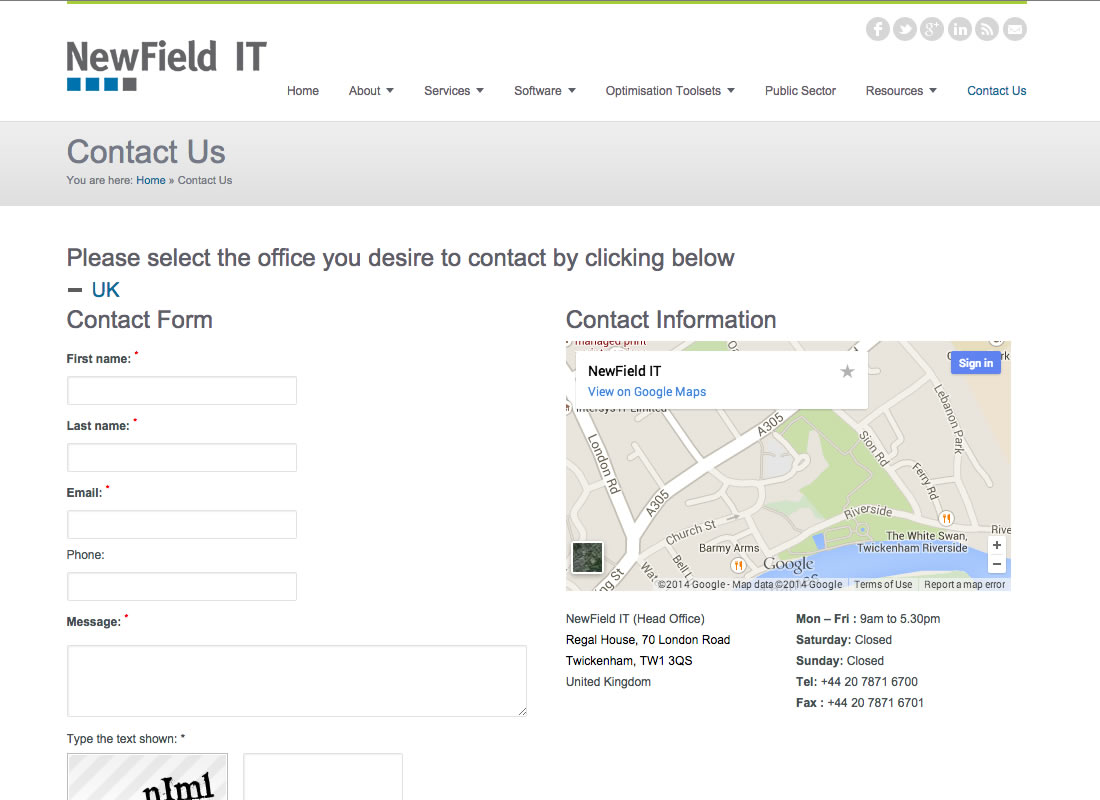 NewField IT
Home
About
Services
Software
Optimisation Toolsets
Public Sector
Resources
Contact Us
Contact Us
You are here: Home » Contact Us
Please select the office you desire to contact by clicking below
UK
Contact Form
First name: *
Last name: *
Email: *
Phone:
Message: *
Type the text shown: *
Contact Information
managed print
NewField IT
View on Google Maps
Sign in
Intersys IT Limited
London Rd
A305
A305
Lebanon Park
Sion Rd
Ferry Rd
Church St
Riverside
Barmy Arms
The White Swan,
Twickenham Riverside
Bell L
Google
©2014 Google - Map data ©2014 Google
Terms of Use
Report a map error
NewField IT (Head Office)
Regal House, 70 London Road
Twickenham, TW1 3QS
United Kingdom
Mon – Fri : 9am to 5.30pm
Saturday: Closed
Sunday: Closed
Tel: +44 20 7871 6700
Fax : +44 20 7871 6701